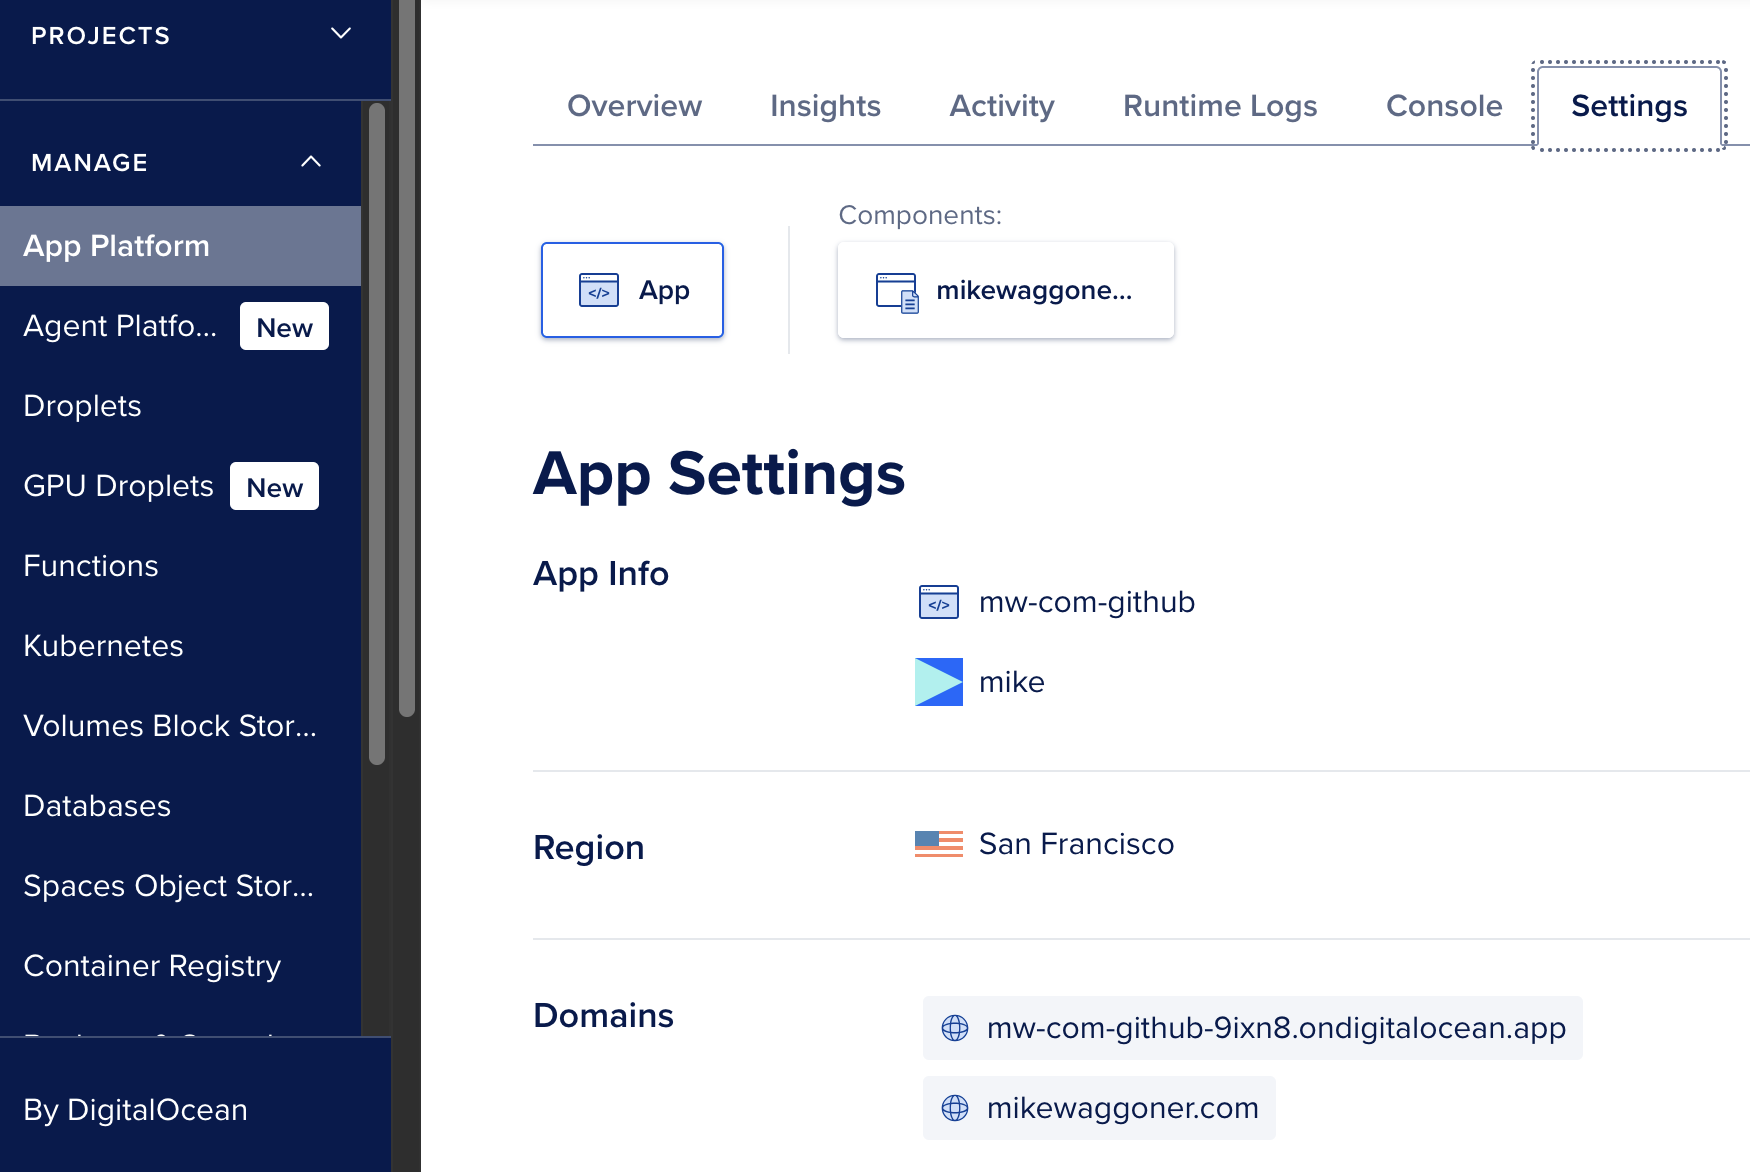 PROJECTS
MANAGE
App Platform
Agent Platfo... New
Droplets
GPU Droplets New
Functions
Kubernetes
Volumes Block Stor...
Databases
Spaces Object Stor...
Container Registry
By DigitalOcean
Overview Insights Activity Runtime Logs Console Settings
Components:
</> App
mikewaggone...
App Settings
App Info
</> mw-com-github
mike
Region
San Francisco
Domains
mw-com-github-9ixn8.ondigitalocean.app
mikewaggoner.com